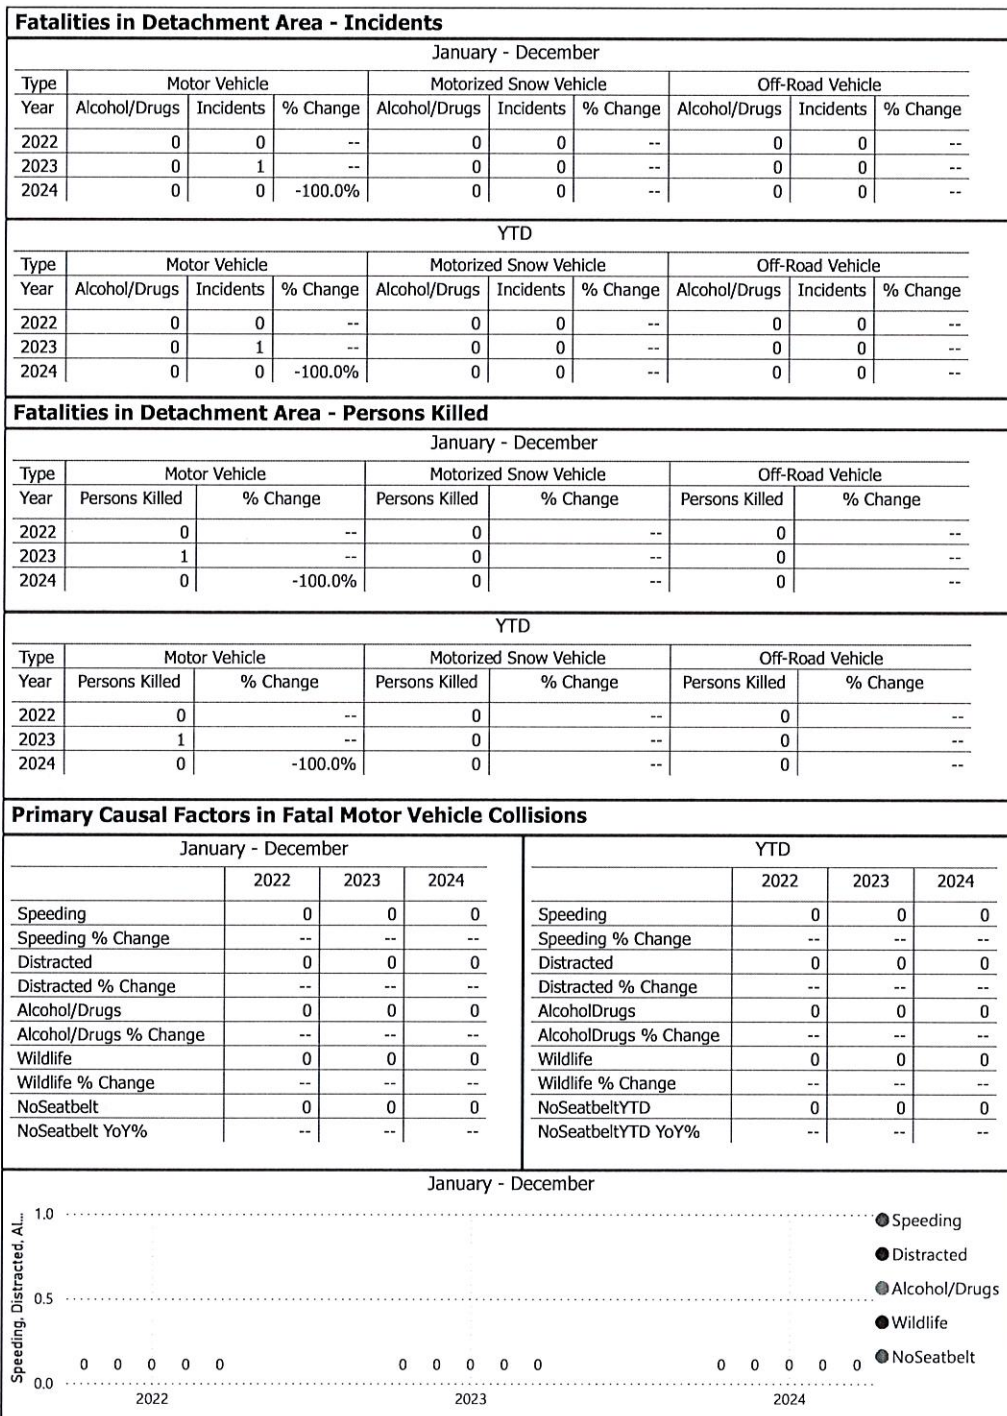 Fatalities in Detachment Area - Incidents
January - December
Type Motor Vehicle Motorized Snow Vehicle Off-Road Vehicle
Year Alcohol/Drugs Incidents % Change Alcohol/Drugs Incidents % Change Alcohol/Drugs Incidents % Change
2022 0 0 -- 0 0 -- 0 0 --
2023 0 1 -- 0 0 -- 0 0 --
2024 0 0 -100.0% 0 0 -- 0 0 --
YTD
Type Motor Vehicle Motorized Snow Vehicle Off-Road Vehicle
Year Alcohol/Drugs Incidents % Change Alcohol/Drugs Incidents % Change Alcohol/Drugs Incidents % Change
2022 0 0 -- 0 0 -- 0 0 --
2023 0 1 -- 0 0 -- 0 0 --
2024 0 0 -100.0% 0 0 -- 0 0 --
Fatalities in Detachment Area - Persons Killed
January - December
Type Motor Vehicle Motorized Snow Vehicle Off-Road Vehicle
Year Persons Killed % Change Persons Killed % Change Persons Killed % Change
2022 0 -- 0 -- 0 --
2023 1 -- 0 -- 0 --
2024 0 -100.0% 0 -- 0 --
YTD
Type Motor Vehicle Motorized Snow Vehicle Off-Road Vehicle
Year Persons Killed % Change Persons Killed % Change Persons Killed % Change
2022 0 -- 0 -- 0 --
2023 1 -- 0 -- 0 --
2024 0 -100.0% 0 -- 0 --
Primary Causal Factors in Fatal Motor Vehicle Collisions
January - December
2022 2023 2024
Speeding 0 0 0
Speeding % Change -- -- --
Distracted 0 0 0
Distracted % Change -- -- --
Alcohol/Drugs 0 0 0
Alcohol/Drugs % Change -- -- --
Wildlife 0 0 0
Wildlife % Change -- -- --
NoSeatbelt 0 0 0
NoSeatbelt YoY% -- -- --
YTD
2022 2023 2024
Speeding 0 0 0
Speeding % Change -- -- --
Distracted 0 0 0
Distracted % Change -- -- --
AlcoholDrugs 0 0 0
AlcoholDrugs % Change -- -- --
Wildlife 0 0 0
Wildlife % Change -- -- --
NoSeatbeltYTD 0 0 0
NoSeatbeltYTD YoY% -- -- --
January - December
Speeding, Distracted, Al...
1.0
0.5
0.0
0 0 0 0 0 0 0 0 0 0 0 0 0 0 0
2022 2023 2024
Speeding
Distracted
Alcohol/Drugs
Wildlife
NoSeatbelt